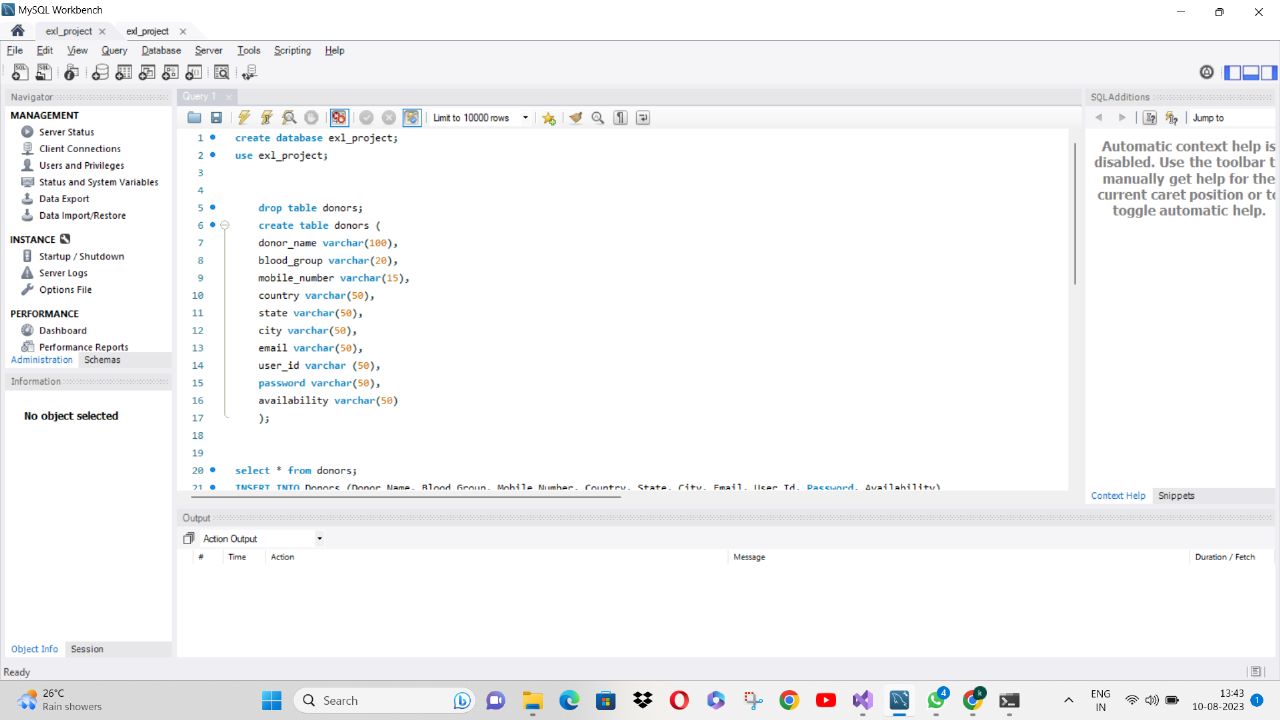 MySQL Workbench
exl_project
exl_project
File Edit View Query Database Server Tools Scripting Help
Navigator
MANAGEMENT
Server Status
Client Connections
Users and Privileges
Status and System Variables
Data Export
Data Import/Restore
INSTANCE
Startup / Shutdown
Server Logs
Options File
PERFORMANCE
Dashboard
Performance Reports
Administration Schemas
Information
No object selected
Object Info Session
Query 1
Limit to 10000 rows
1 create database exl_project;
2 use exl_project;
3
4
5 drop table donors;
6 create table donors (
7 donor_name varchar(100),
8 blood_group varchar(20),
9 mobile_number varchar(15),
10 country varchar(50),
11 state varchar(50),
12 city varchar(50),
13 email varchar(50),
14 user_id varchar (50),
15 password varchar(50),
16 availability varchar(50)
17 );
18
19
20 select * from donors;
21 INSERT INTO Donors (Donor_Name, Blood_Group, Mobile_Number, Country, State, City, Email, User_Id, Password, Availability)
SQLAdditions
Jump to
Automatic context help is
disabled. Use the toolbar t
manually get help for the
current caret position or to
toggle automatic help.
Context Help Snippets
Output
Action Output
# Time Action Message Duration / Fetch
Ready
26°C
Rain showers
Search
4
R
ENG
IN
13:43
10-08-2023
1